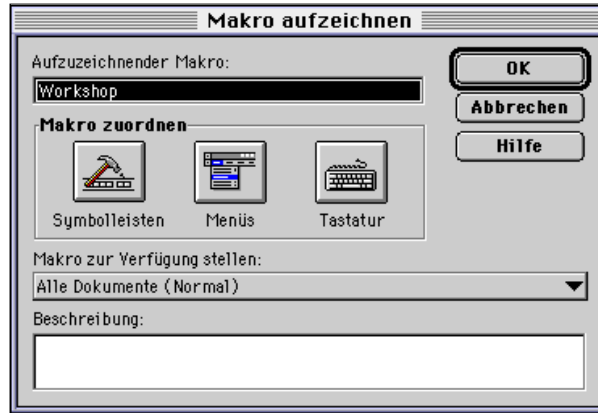 Makro aufzeichnen
Aufzuzeichnender Makro:
Workshop
OK
Abbrechen
Hilfe
Makro zuordnen
Symbolleisten Menüs Tastatur
Makro zur Verfügung stellen:
Alle Dokumente (Normal)
Beschreibung: